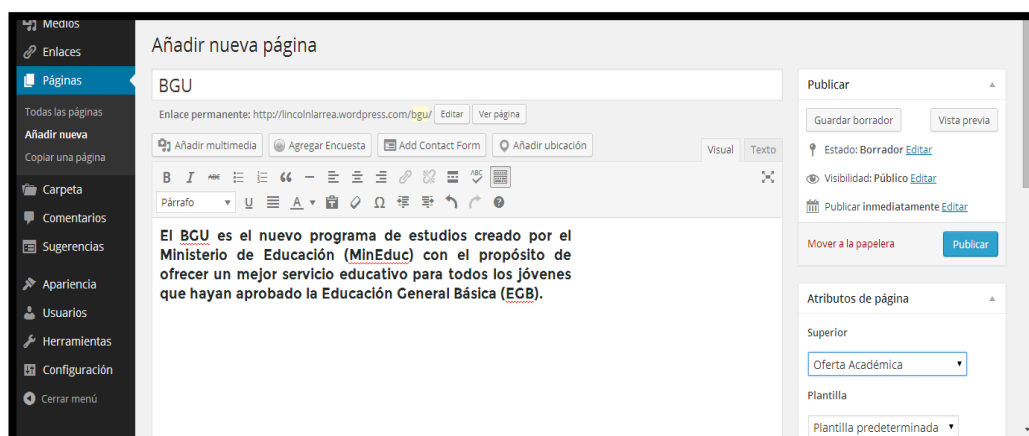 Medios
Enlaces
Páginas
Todas las páginas
Añadir nueva
Copiar una página
Carpeta
Comentarios
Sugerencias
Apariencia
Usuarios
Herramientas
Configuración
Cerrar menú
Añadir nueva página
BGU
Enlace permanente: http://lincolnlarrea.wordpress.com/bgu/ Editar Ver página
Añadir multimedia Agregar Encuesta Add Contact Form Añadir ubicación Visual Texto
B I ABC
Párrafo U A Ω
El BGU es el nuevo programa de estudios creado por el
Ministerio de Educación (MinEduc) con el propósito de
ofrecer un mejor servicio educativo para todos los jóvenes
que hayan aprobado la Educación General Básica (EGB).
Publicar
Guardar borrador Vista previa
Estado: Borrador Editar
Visibilidad: Público Editar
Publicar inmediatamente Editar
Mover a la papelera Publicar
Atributos de página
Superior
Oferta Académica
Plantilla
Plantilla predeterminada